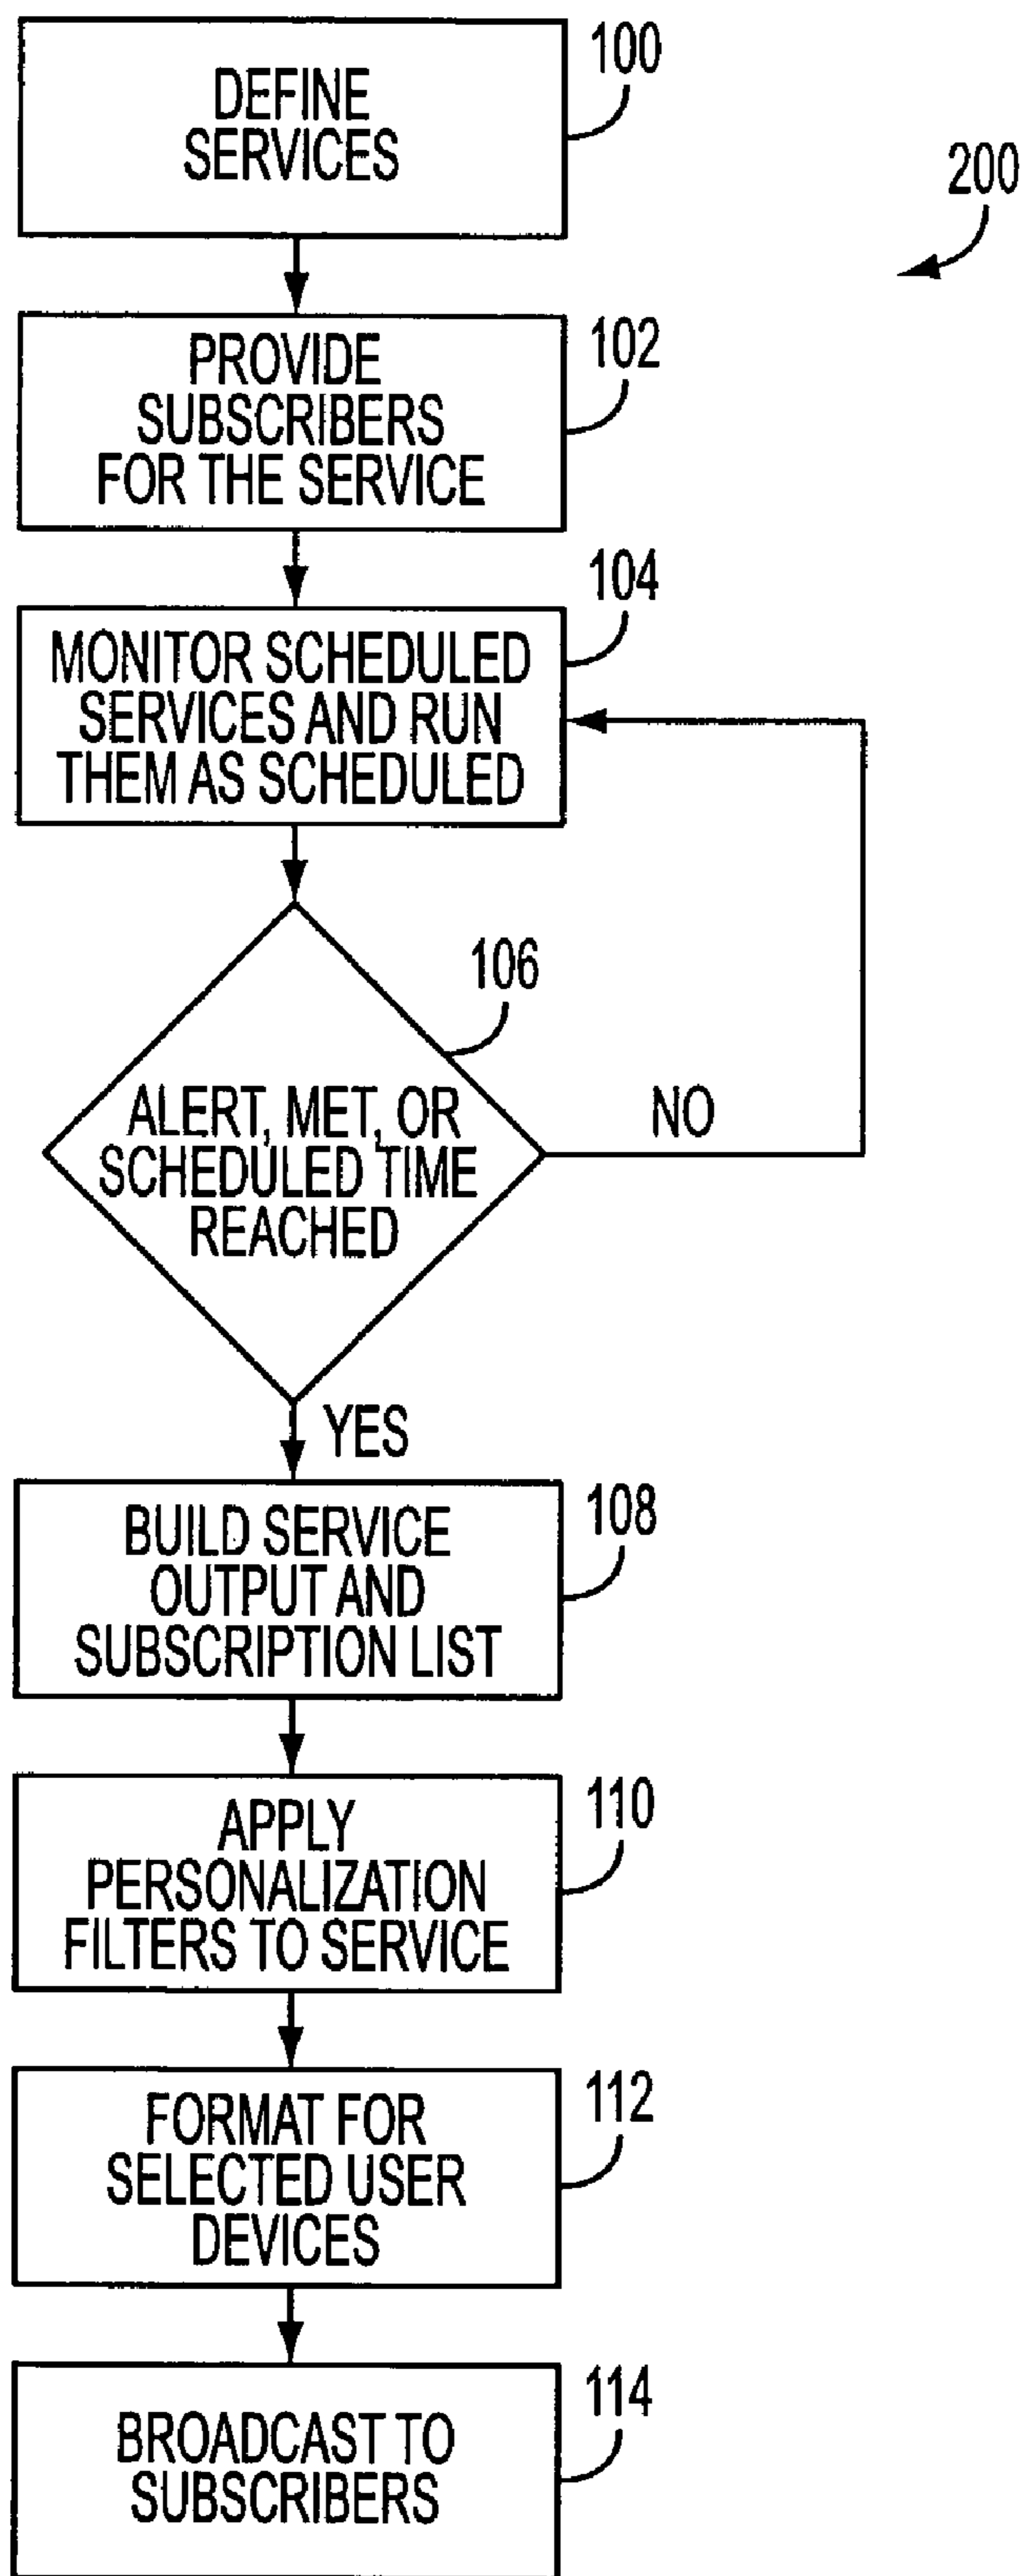 DEFINE
SERVICES
100
200
PROVIDE
SUBSCRIBERS
FOR THE SERVICE
102
MONITOR SCHEDULED
SERVICES AND RUN
THEM AS SCHEDULED
104
106
ALERT, MET, OR
SCHEDULED TIME
REACHED
NO
YES
BUILD SERVICE
OUTPUT AND
SUBSCRIPTION LIST
108
APPLY
PERSONALIZATION
FILTERS TO SERVICE
110
FORMAT FOR
SELECTED USER
DEVICES
112
BROADCAST TO
SUBSCRIBERS
114